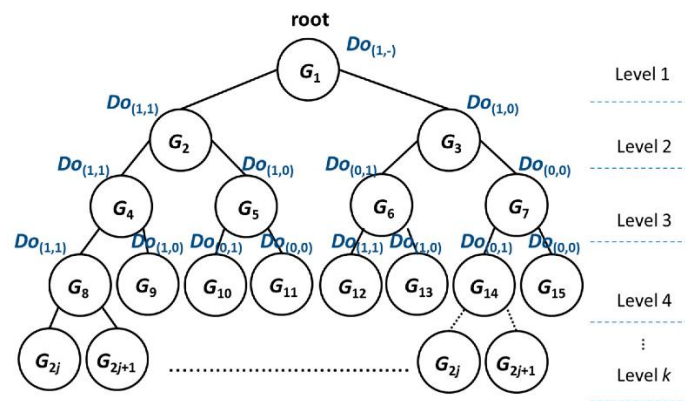 root
Do(1,-)
G1
Level 1
Do(1,1)
Do(1,0)
G2
G3
Level 2
Do(1,1)
Do(1,0)
Do(0,1)
Do(0,0)
G4
G5
G6
G7
Level 3
Do(1,1)
Do(1,0)
Do(0,1)
Do(0,0)
Do(1,1)
Do(1,0)
Do(0,1)
Do(0,0)
G8
G9
G10
G11
G12
G13
G14
G15
Level 4
G2j
G2j+1
G2j
G2j+1
Level k